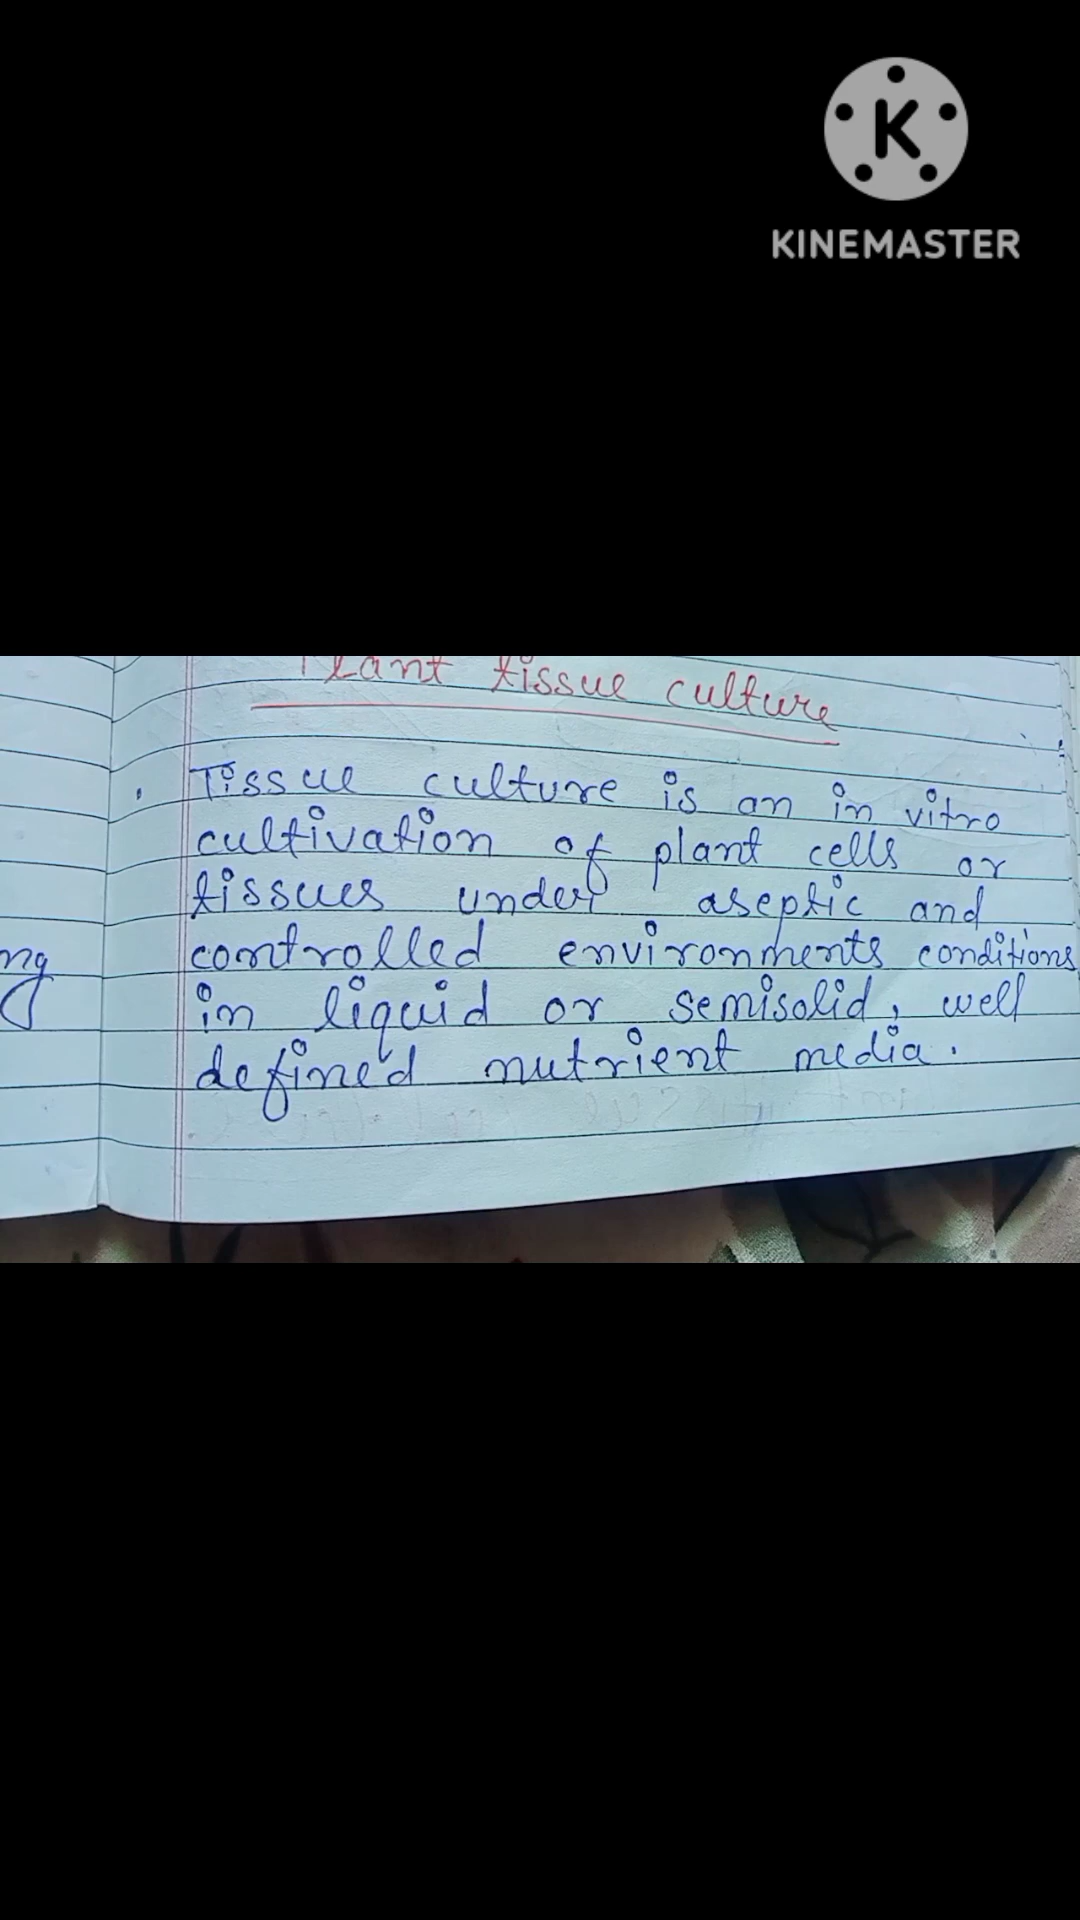 K
KINEMASTER
Plant tissue culture
. Tissue culture is an in vitro
cultivation of plant cells or
tissues under aseptic and
controlled environments conditions
in liquid or semisolid, well
defined nutrient media.
ng